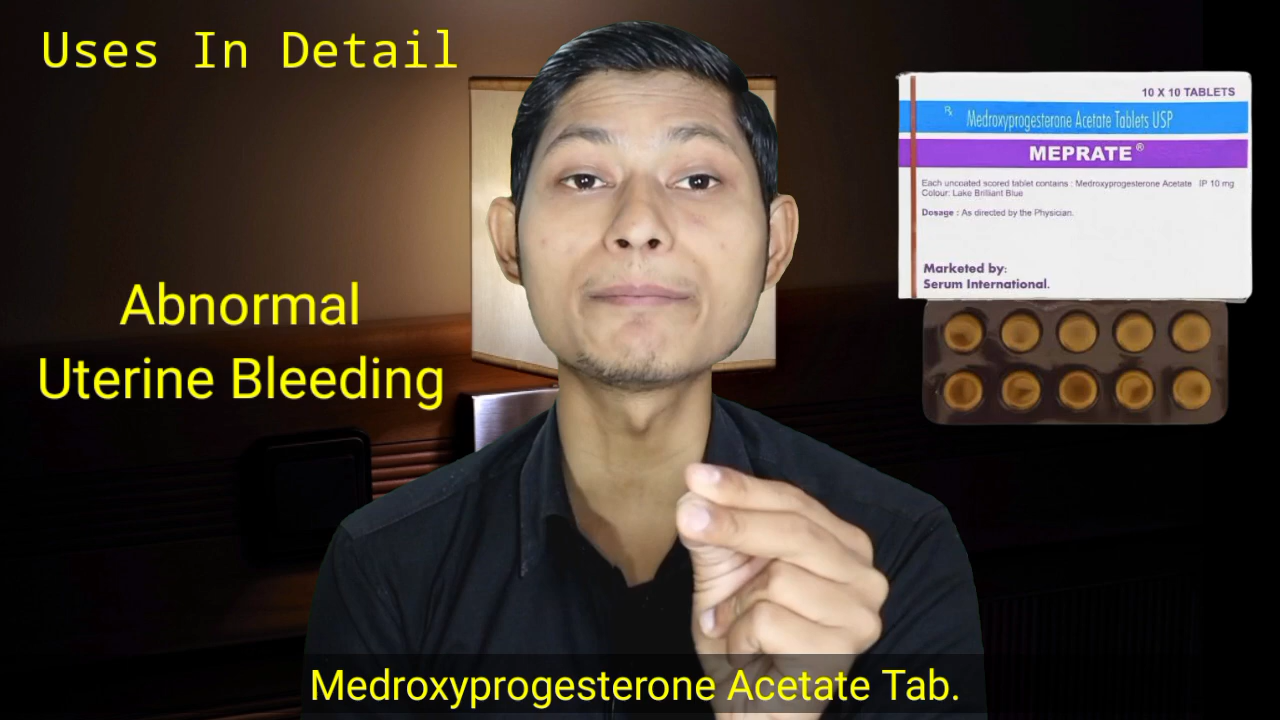 Uses In Detail
Abnormal
Uterine Bleeding
10 X 10 TABLETS
Rx Medroxyprogesterone Acetate Tablets USP
MEPRATE®
Each uncoated scored tablet contains : Medroxyprogesterone Acetate IP 10 mg
Colour: Lake Brilliant Blue
Dosage : As directed by the Physician.
Marketed by:
Serum International.
Medroxyprogesterone Acetate Tab.